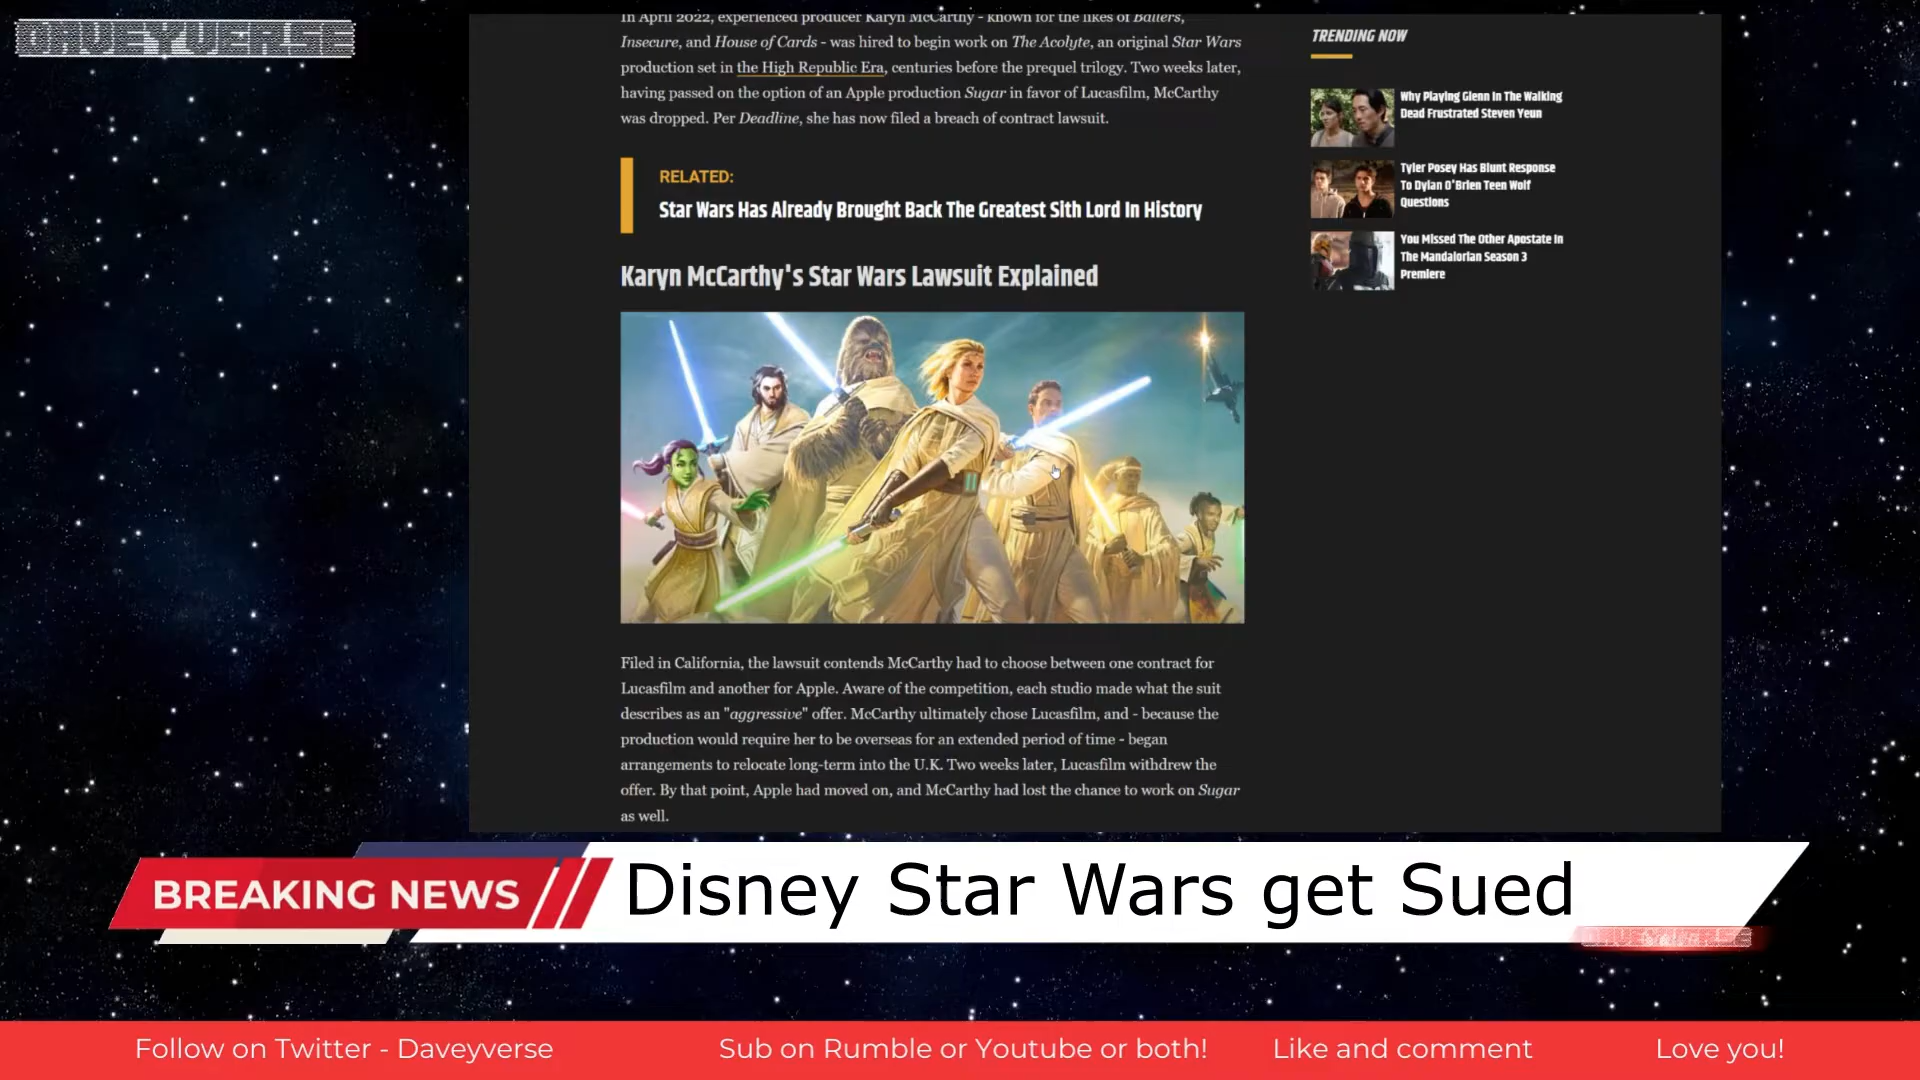 DAVEYVERSE
In April 2022, experienced producer Karyn McCarthy - known for the likes of Ballers,
Insecure, and House of Cards - was hired to begin work on The Acolyte, an original Star Wars
production set in the High Republic Era, centuries before the prequel trilogy. Two weeks later,
having passed on the option of an Apple production Sugar in favor of Lucasfilm, McCarthy
was dropped. Per Deadline, she has now filed a breach of contract lawsuit.
RELATED:
Star Wars Has Already Brought Back The Greatest Sith Lord In History
Karyn McCarthy's Star Wars Lawsuit Explained
Filed in California, the lawsuit contends McCarthy had to choose between one contract for
Lucasfilm and another for Apple. Aware of the competition, each studio made what the suit
describes as an "aggressive" offer. McCarthy ultimately chose Lucasfilm, and - because the
production would require her to be overseas for an extended period of time - began
arrangements to relocate long-term into the U.K. Two weeks later, Lucasfilm withdrew the
offer. By that point, Apple had moved on, and McCarthy had lost the chance to work on Sugar
as well.
TRENDING NOW
Why Playing Glenn In The Walking
Dead Frustrated Steven Yeun
Tyler Posey Has Blunt Response
To Dylan O'Brien Teen Wolf
Questions
You Missed The Other Apostate In
The Mandalorian Season 3
Premiere
BREAKING NEWS
Disney Star Wars get Sued
DAVEYVERSE
Follow on Twitter - Daveyverse
Sub on Rumble or Youtube or both!
Like and comment
Love you!